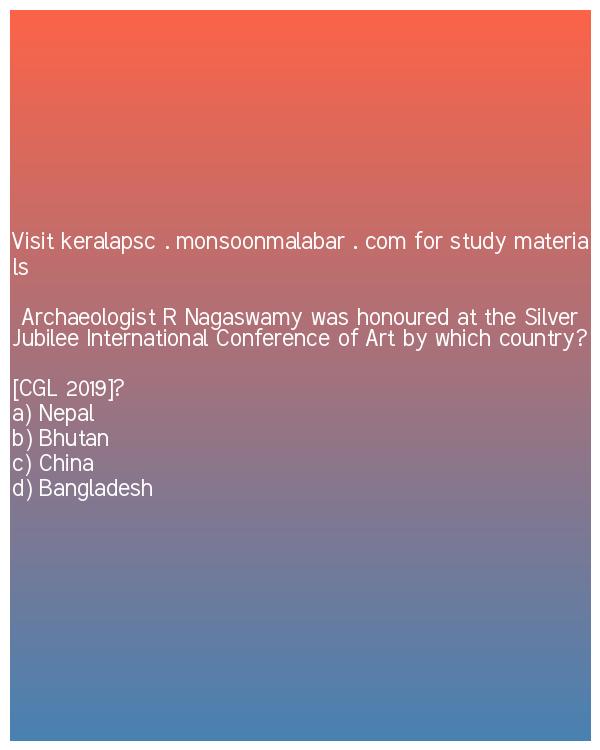 Visit keralapsc . monsoonmalabar . com for study materia
ls
Archaeologist R Nagaswamy was honoured at the Silver
Jubilee International Conference of Art by which country?
[CGL 2019]?
a) Nepal
b) Bhutan
c) China
d) Bangladesh